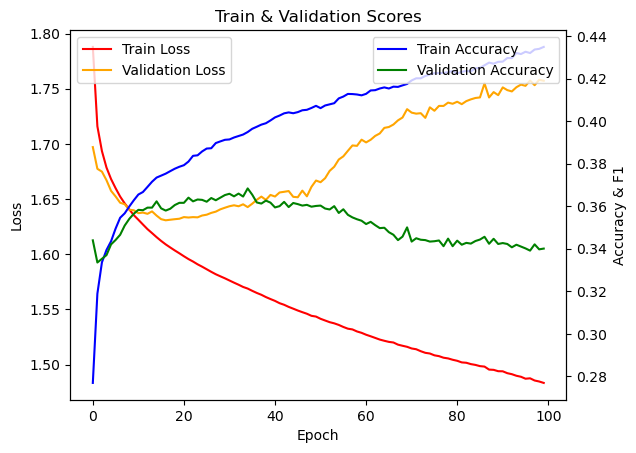 Train & Validation Scores
Train Loss
Validation Loss
Train Accuracy
Validation Accuracy
1.80
1.75
1.70
1.65
1.60
1.55
1.50
Loss
0.44
0.42
0.40
0.38
0.36
0.34
0.32
0.30
0.28
Accuracy & F1
0 20 40 60 80 100
Epoch